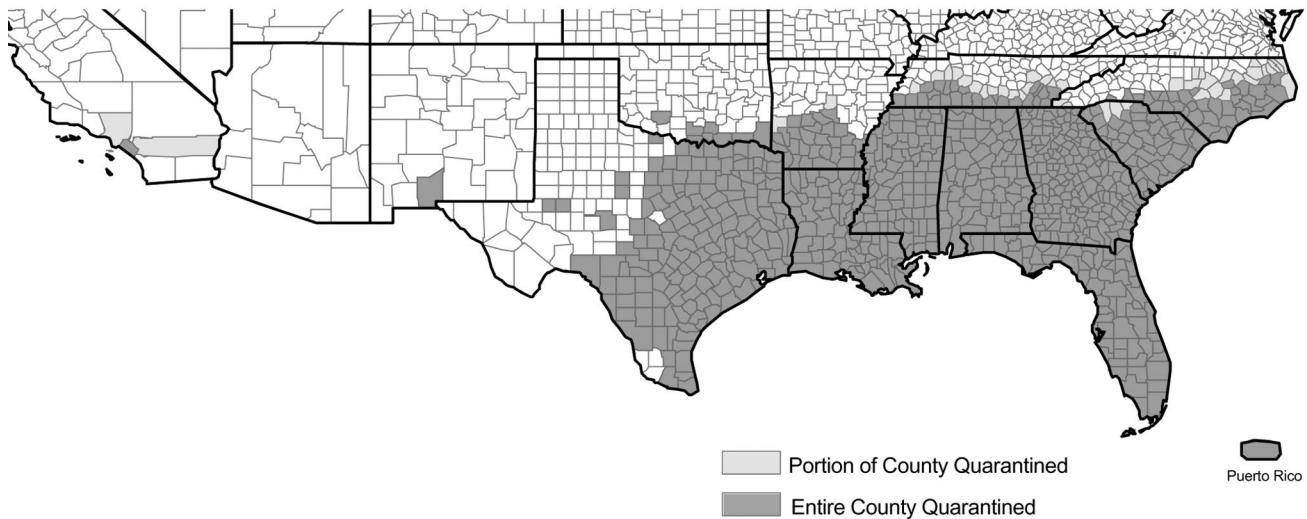 Portion of County Quarantined
Puerto Rico
Entire County Quarantined